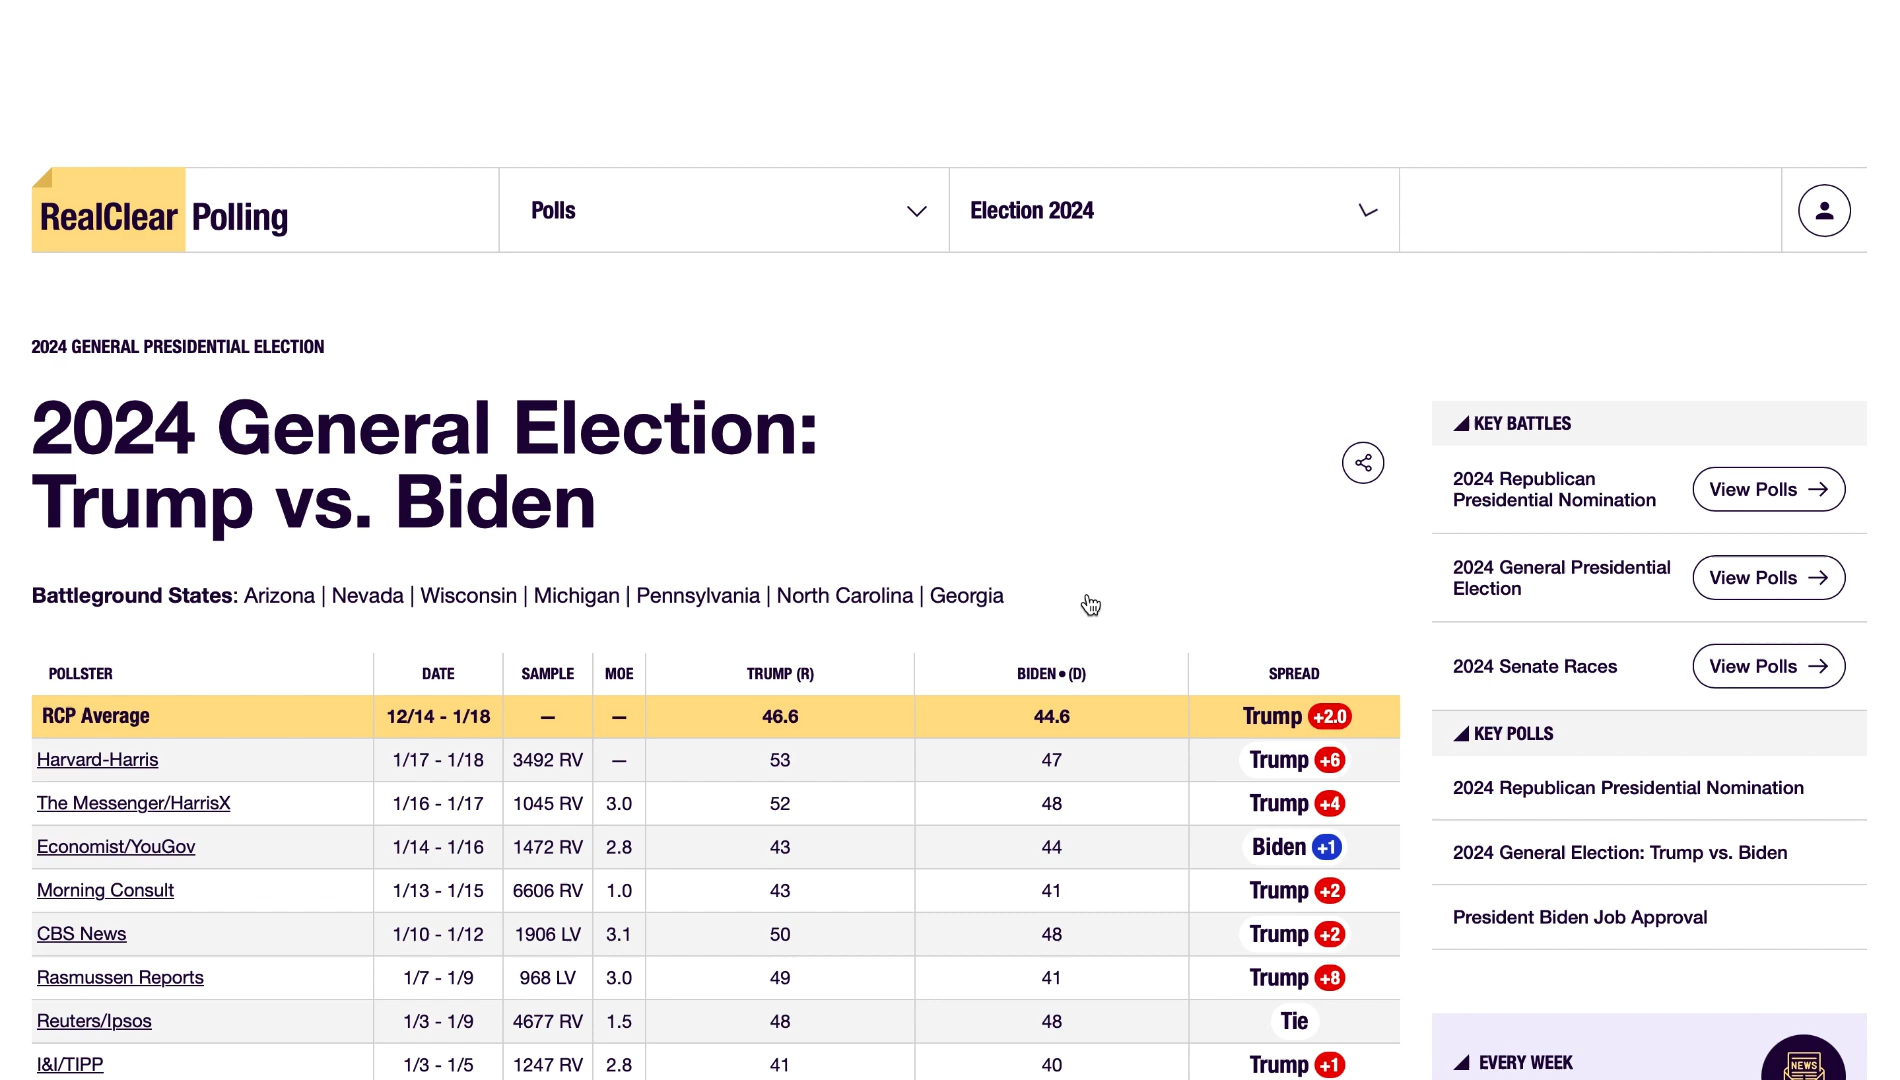 RealClear Polling
Polls
Election 2024
2024 GENERAL PRESIDENTIAL ELECTION
2024 General Election:
Trump vs. Biden
Battleground States: Arizona | Nevada | Wisconsin | Michigan | Pennsylvania | North Carolina | Georgia
POLLSTER DATE SAMPLE MOE TRUMP (R) BIDEN • (D) SPREAD
RCP Average 12/14 - 1/18 — — 46.6 44.6 Trump +2.0
Harvard-Harris 1/17 - 1/18 3492 RV — 53 47 Trump +6
The Messenger/HarrisX 1/16 - 1/17 1045 RV 3.0 52 48 Trump +4
Economist/YouGov 1/14 - 1/16 1472 RV 2.8 43 44 Biden +1
Morning Consult 1/13 - 1/15 6606 RV 1.0 43 41 Trump +2
CBS News 1/10 - 1/12 1906 LV 3.1 50 48 Trump +2
Rasmussen Reports 1/7 - 1/9 968 LV 3.0 49 41 Trump +8
Reuters/Ipsos 1/3 - 1/9 4677 RV 1.5 48 48 Tie
I&I/TIPP 1/3 - 1/5 1247 RV 2.8 41 40 Trump +1
KEY BATTLES
2024 Republican
Presidential Nomination
View Polls
2024 General Presidential
Election
View Polls
2024 Senate Races
View Polls
KEY POLLS
2024 Republican Presidential Nomination
2024 General Election: Trump vs. Biden
President Biden Job Approval
EVERY WEEK
NEWS